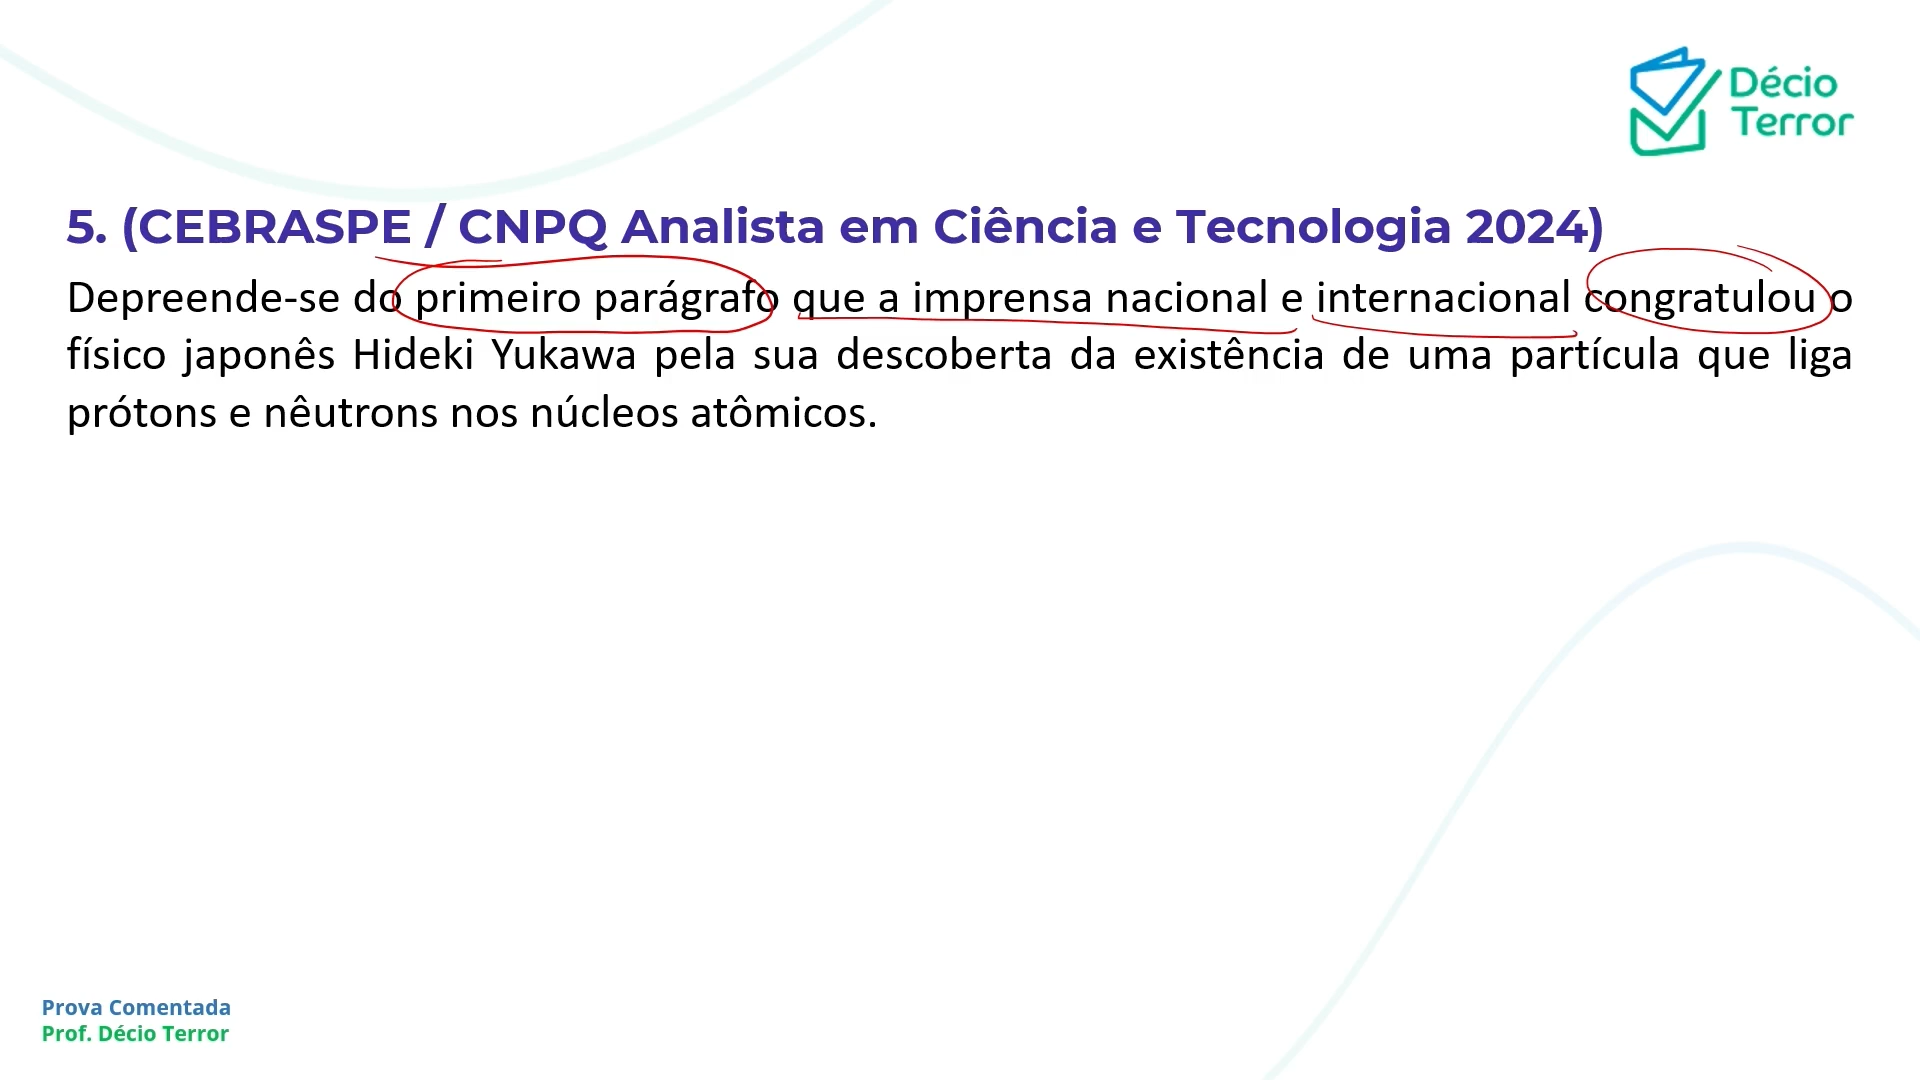 Décio
Terror
5. (CEBRASPE / CNPQ Analista em Ciência e Tecnologia 2024)
Depreende-se do primeiro parágrafo que a imprensa nacional e internacional congratulou o
físico japonês Hideki Yukawa pela sua descoberta da existência de uma partícula que liga
prótons e nêutrons nos núcleos atômicos.
Prova Comentada
Prof. Décio Terror